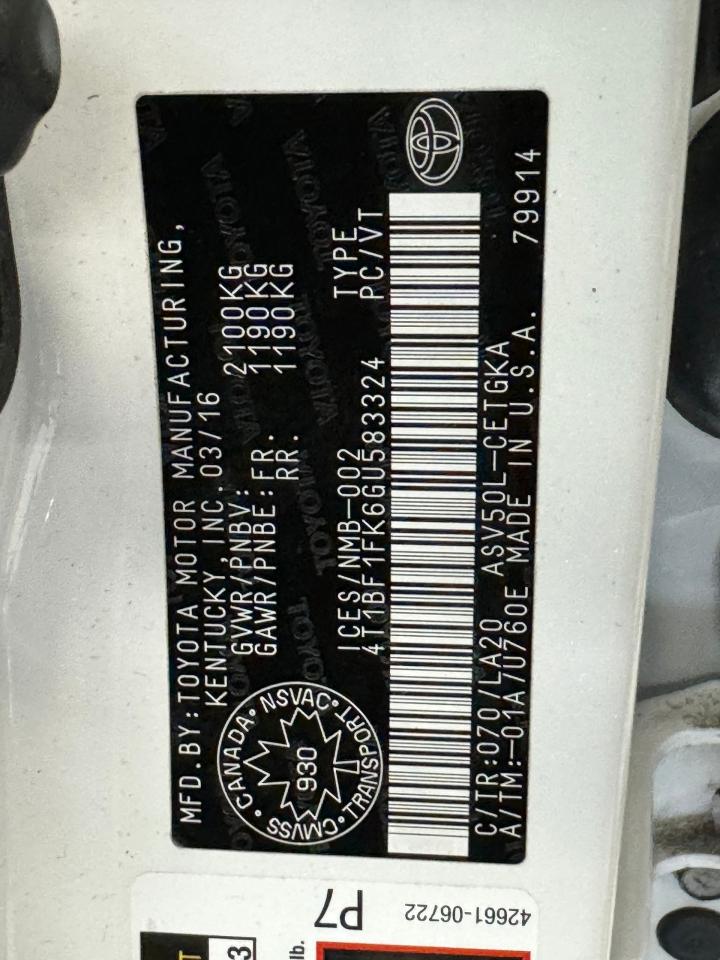 MFD.BY:TOYOTA MOTOR MANUFACTURING,
KENTUCKY, INC. 03/16
GVWR/PNBV: 2100KG
GAWR/PNBE: FR. 1190KG
RR. 1190KG
CANADA • NSVAC • TRANSPORT • CMVSS •
930
ICES/NMB-002 TYPE
4T1BF1FK6GU583324 PC/VT
C/TR:070/LA20 ASV50L-CETGKA
A/TM:-01A/U760E MADE IN U.S.A. 79914
P7
42661-06722
3
lb.